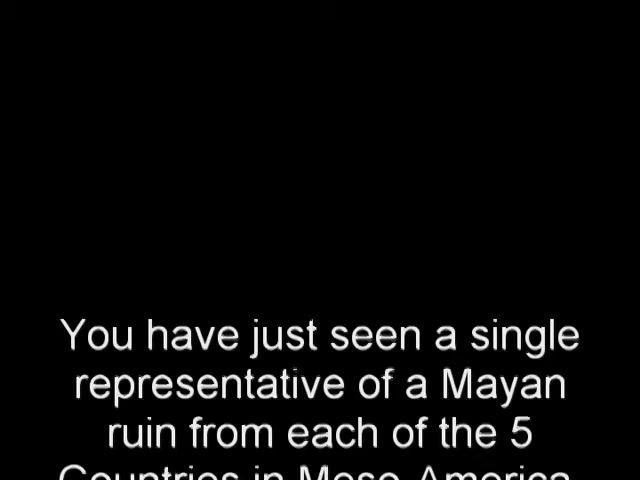 You have just seen a single
representative of a Mayan
ruin from each of the 5
Countries in Meso America